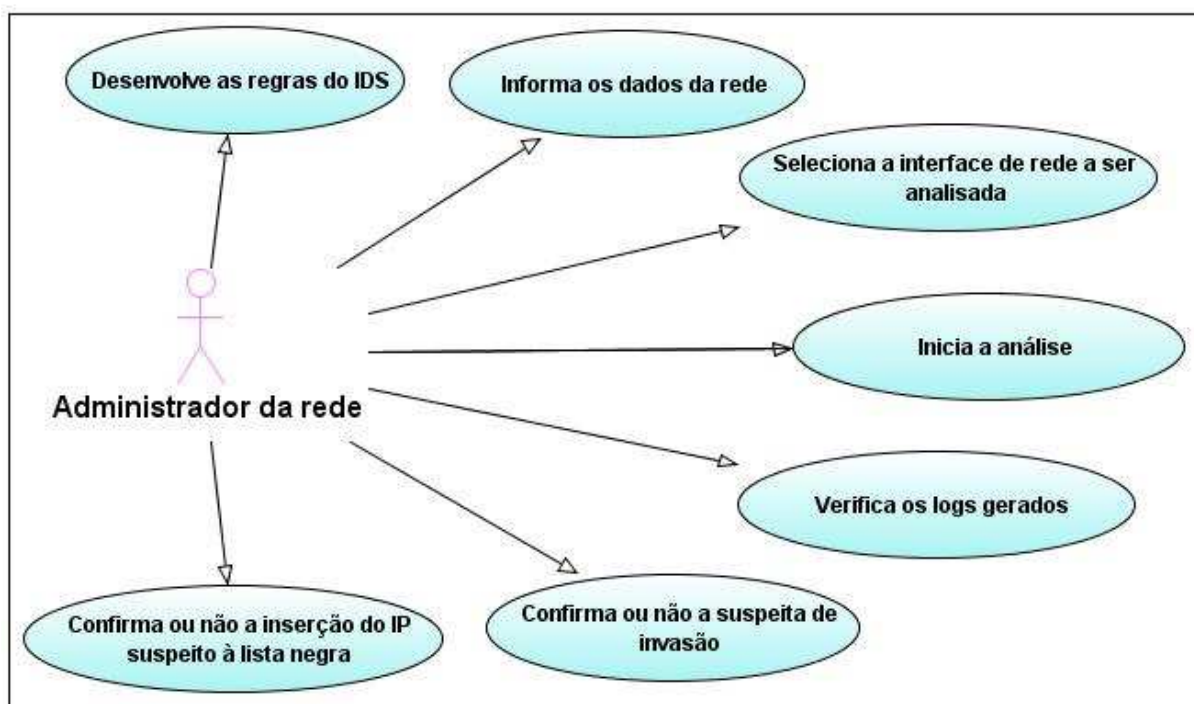 Desenvolve as regras do IDS
Informa os dados da rede
Seleciona a interface de rede a ser
analisada
Inicia a análise
Administrador da rede
Verifica os logs gerados
Confirma ou não a suspeita de
invasão
Confirma ou não a inserção do IP
suspeito à lista negra